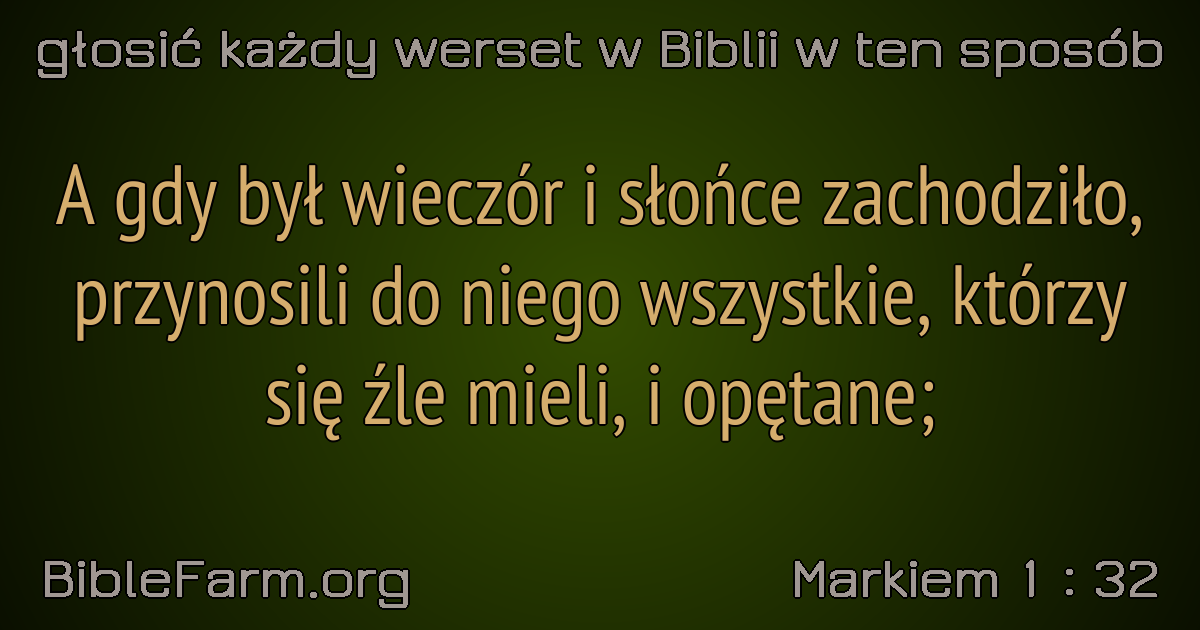 głosić każdy werset w Biblii w ten sposób
A gdy był wieczór i słońce zachodziło,
przynosili do niego wszystkie, którzy
się źle mieli, i opętane;
BibleFarm.org
Markiem 1 : 32